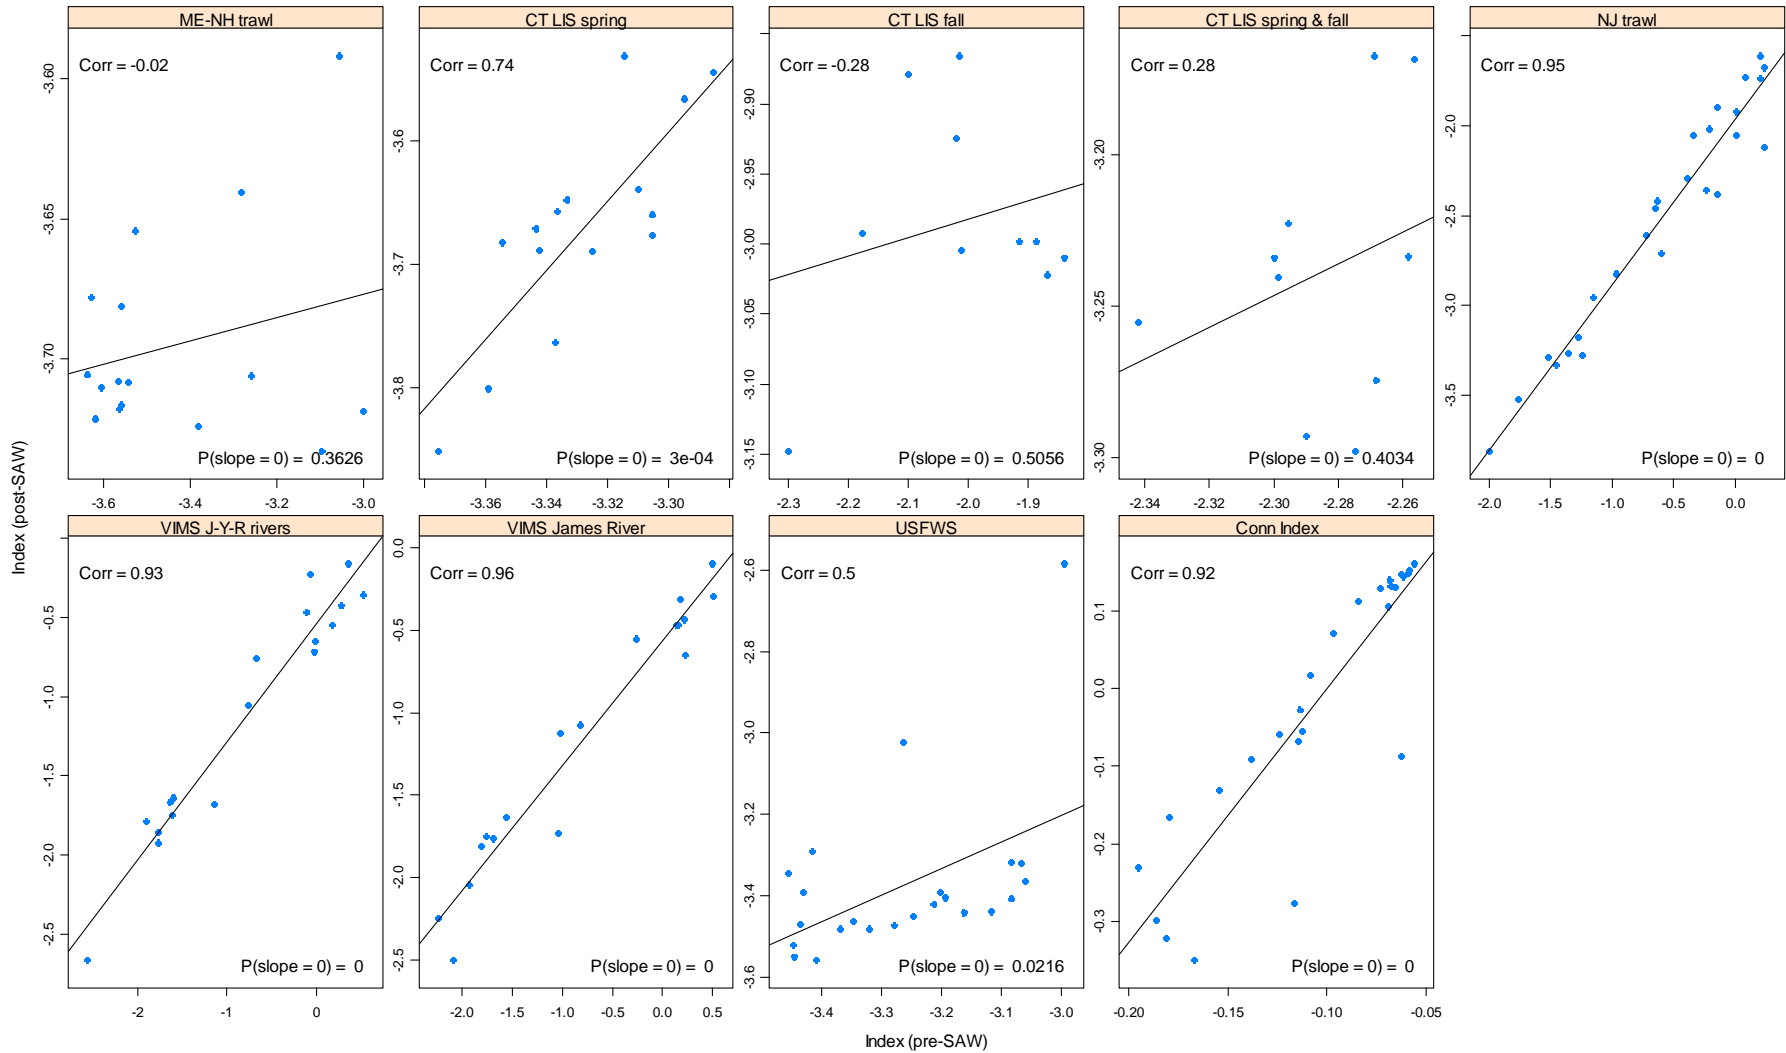 ME-NH trawl
Corr = -0.02
P(slope = 0) = 0.3626
-3.60
-3.65
-3.70
-3.6
-3.4
-3.2
-3.0
CT LIS spring
Corr = 0.74
P(slope = 0) = 3e-04
-3.6
-3.7
-3.8
-3.36
-3.34
-3.32
-3.30
CT LIS fall
Corr = -0.28
P(slope = 0) = 0.5056
-2.90
-2.95
-3.00
-3.05
-3.10
-3.15
-2.3
-2.2
-2.1
-2.0
-1.9
CT LIS spring & fall
Corr = 0.28
P(slope = 0) = 0.4034
-3.20
-3.25
-3.30
-2.34
-2.32
-2.30
-2.28
-2.26
NJ trawl
Corr = 0.95
P(slope = 0) = 0
-2.0
-2.5
-3.0
-3.5
-2.0
-1.5
-1.0
-0.5
0.0
VIMS J-Y-R rivers
Corr = 0.93
P(slope = 0) = 0
-0.5
-1.0
-1.5
-2.0
-2.5
-2
-1
0
VIMS James River
Corr = 0.96
P(slope = 0) = 0
0.0
-0.5
-1.0
-1.5
-2.0
-2.5
-2.0
-1.5
-1.0
-0.5
0.0
0.5
USFWS
Corr = 0.5
P(slope = 0) = 0.0216
-2.6
-2.8
-3.0
-3.2
-3.4
-3.6
-3.4
-3.3
-3.2
-3.1
-3.0
Conn Index
Corr = 0.92
P(slope = 0) = 0
0.1
0.0
-0.1
-0.2
-0.3
-0.20
-0.15
-0.10
-0.05
Index (post-SAW)
Index (pre-SAW)